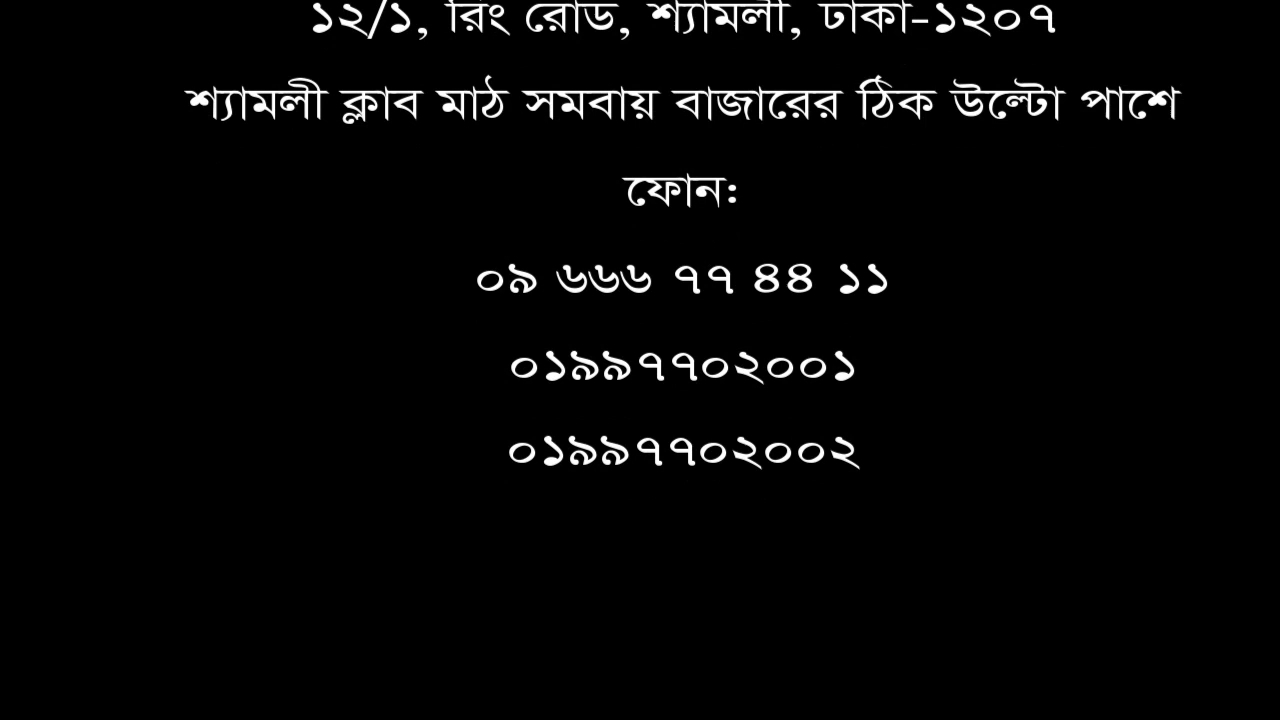 ১২/১, রিং রোড, শ্যামলী, ঢাকা-১২০৭
শ্যামলী ক্লাব মাঠ সমবায় বাজারের ঠিক উল্টো পাশে
ফোনঃ
০৯ ৬৬৬ ৭৭ ৪৪ ১১
০১৯৯৭৭০২০০১
০১৯৯৭৭০২০০২